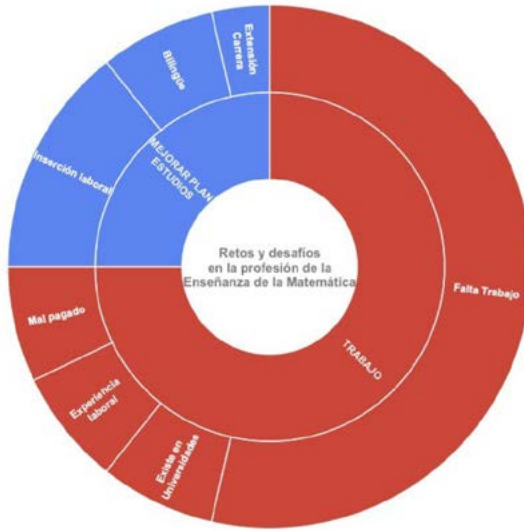 Extensión
Carrera
Bilingüe
Inserción laboral
MEJORAR PLAN
ESTUDIOS
Retos y desafíos
en la profesión de la
Enseñanza de la Matemática
Falta Trabajo
TRABAJO
Mal pagado
Experiencia
laboral
Existe en
Universidades